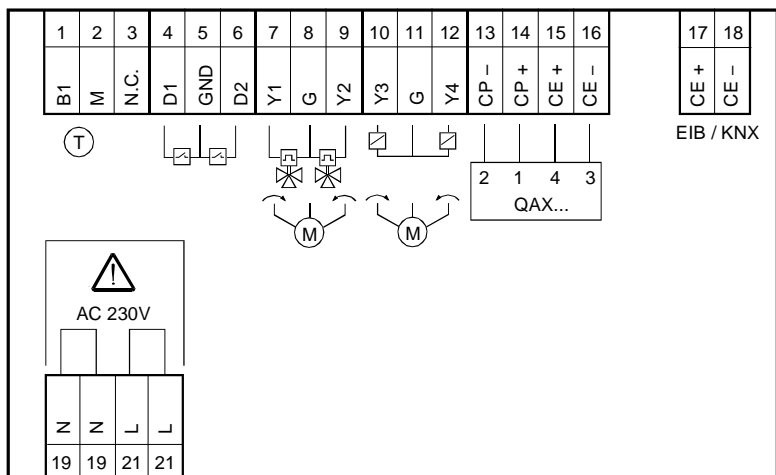 1 2 3 4 5 6 7 8 9 10 11 12 13 14 15 16 17 18
B1 M N.C. D1 GND D2 Y1 G Y2 Y3 G Y4 CP – CP + CE + CE – CE + CE –
T
EIB / KNX
2 1 4 3
QAX...
M M
!
AC 230V
N N L L
19 19 21 21